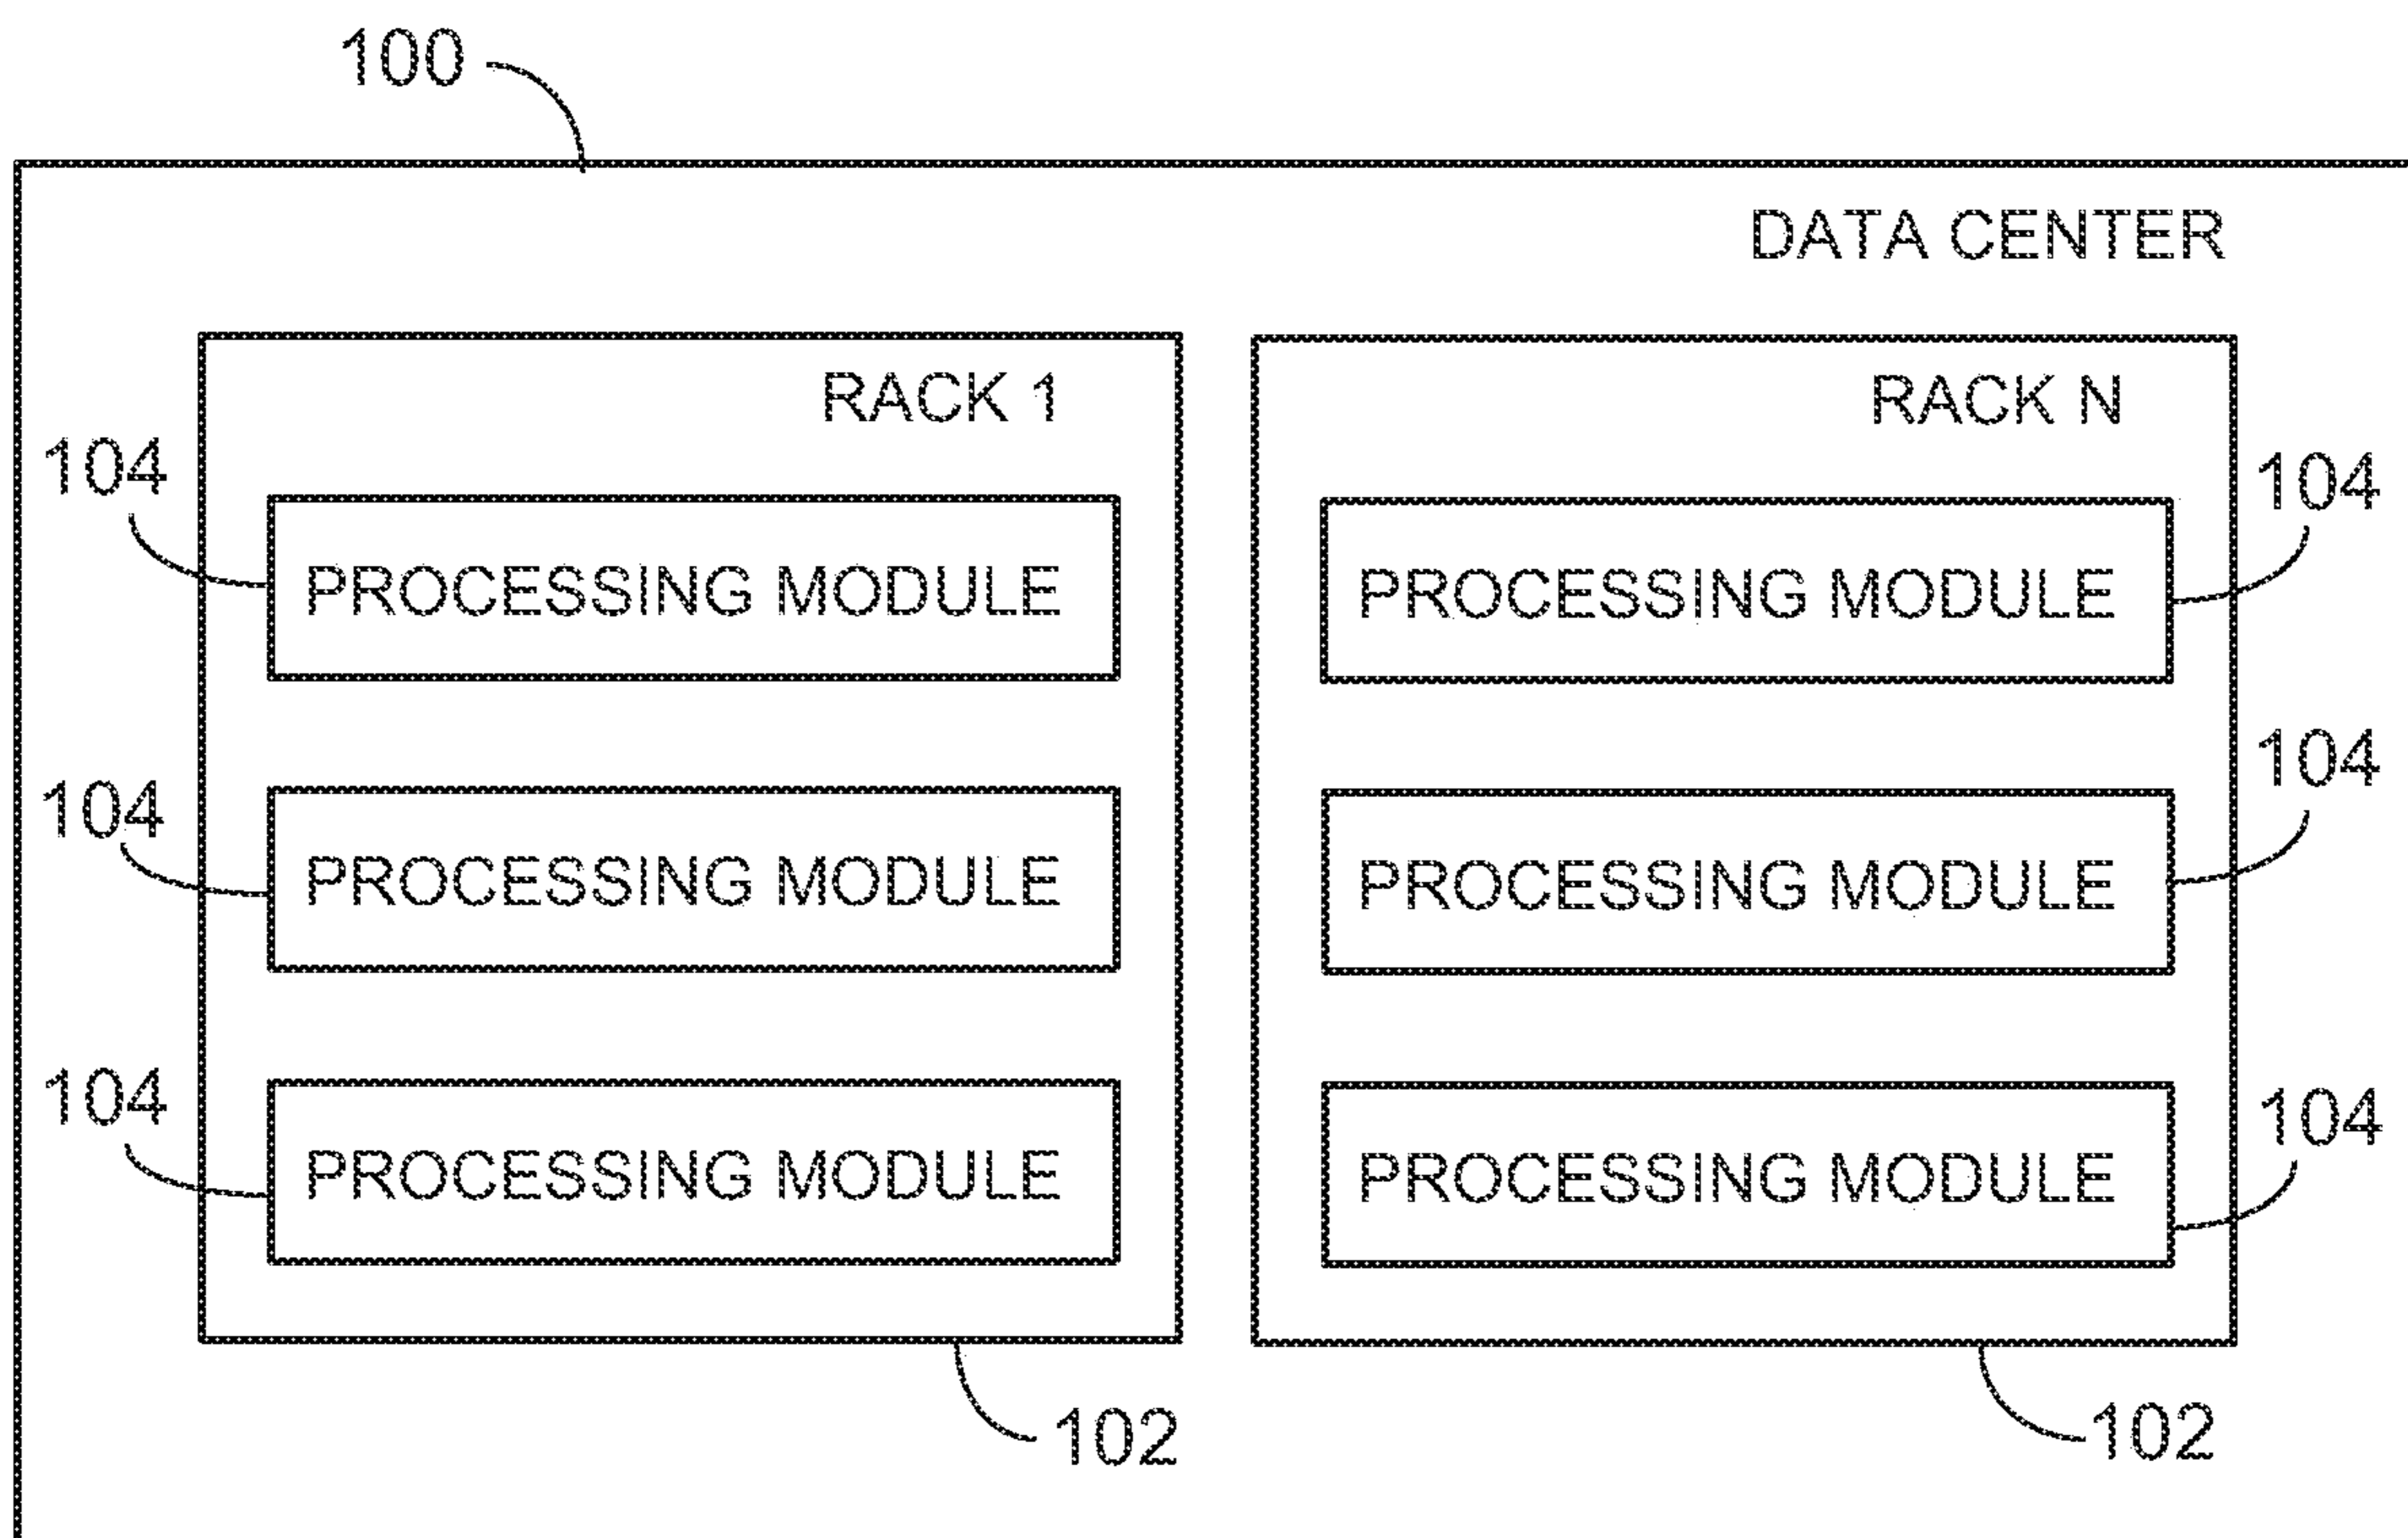 100
DATA CENTER
RACK 1
RACK N
104
PROCESSING MODULE
PROCESSING MODULE
104
104
PROCESSING MODULE
PROCESSING MODULE
104
104
PROCESSING MODULE
PROCESSING MODULE
104
102
102